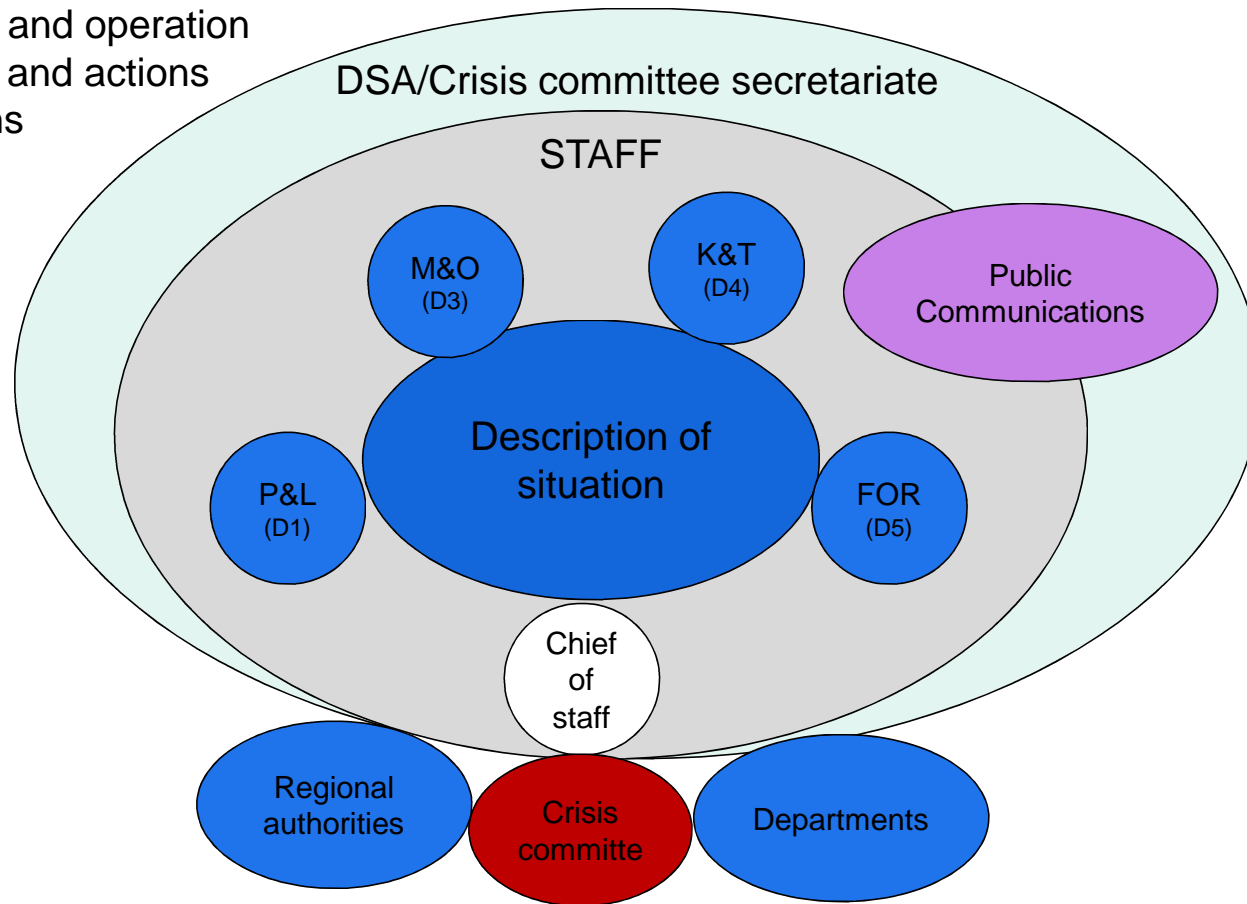 and operation
and actions
DSA/Crisis committee secretariate
STAFF
M&O
(D3)
K&T
(D4)
Public
Communications
Description of
situation
P&L
(D1)
FOR
(D5)
Chief
of
staff
Regional
authorities
Crisis
committe
Departments